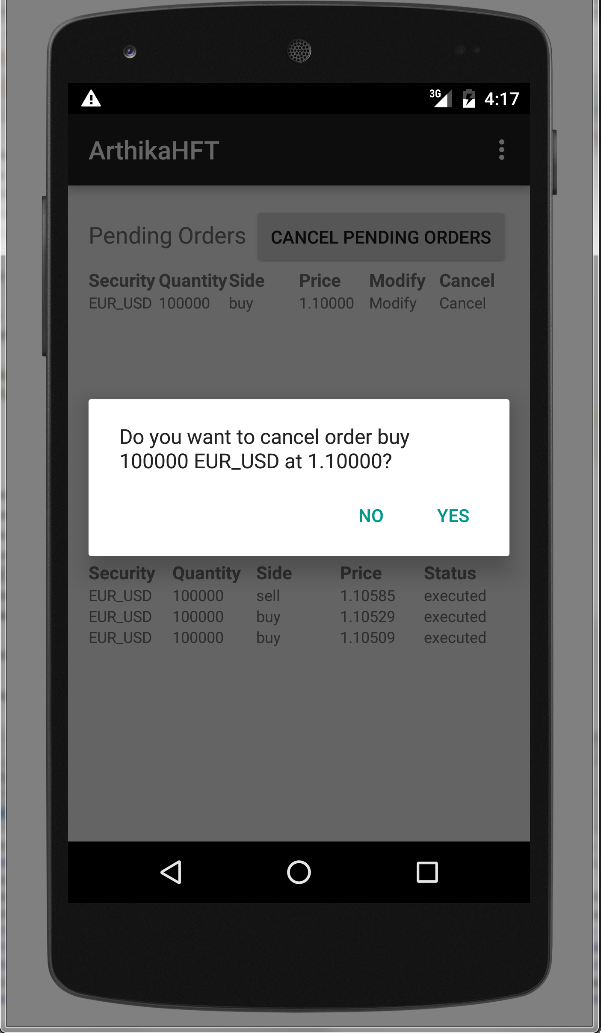 3G 4:17
ArthikaHFT
Pending Orders CANCEL PENDING ORDERS
Security Quantity Side Price Modify Cancel
EUR_USD 100000 buy 1.10000 Modify Cancel
Do you want to cancel order buy
100000 EUR_USD at 1.10000?
NO YES
Security Quantity Side Price Status
EUR_USD 100000 sell 1.10585 executed
EUR_USD 100000 buy 1.10529 executed
EUR_USD 100000 buy 1.10509 executed